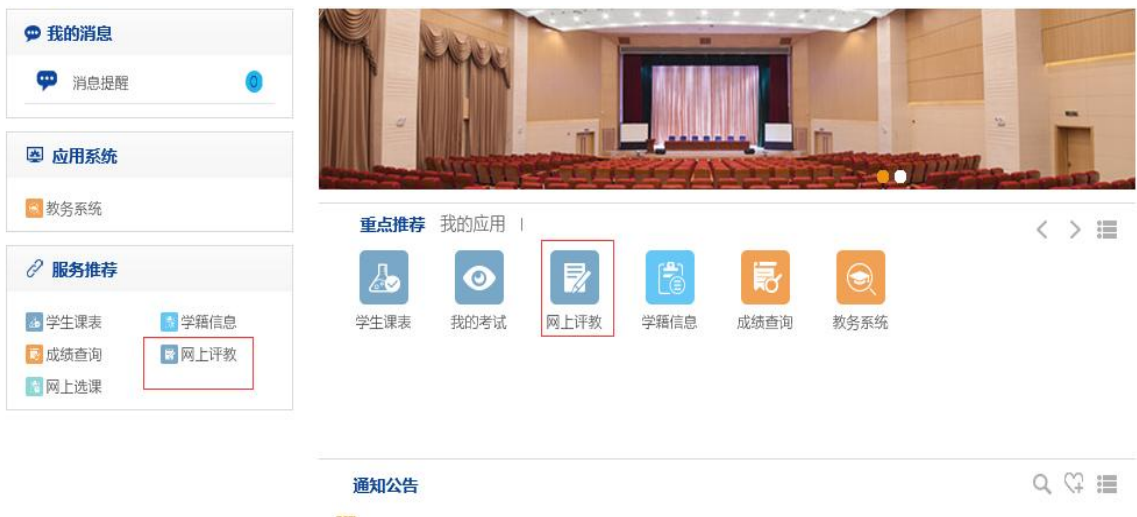 我的消息
消息提醒 0
应用系统
教务系统
服务推荐
学生课表 学籍信息
成绩查询 网上评教
网上选课
重点推荐 我的应用
学生课表 我的考试 网上评教 学籍信息 成绩查询 教务系统
通知公告